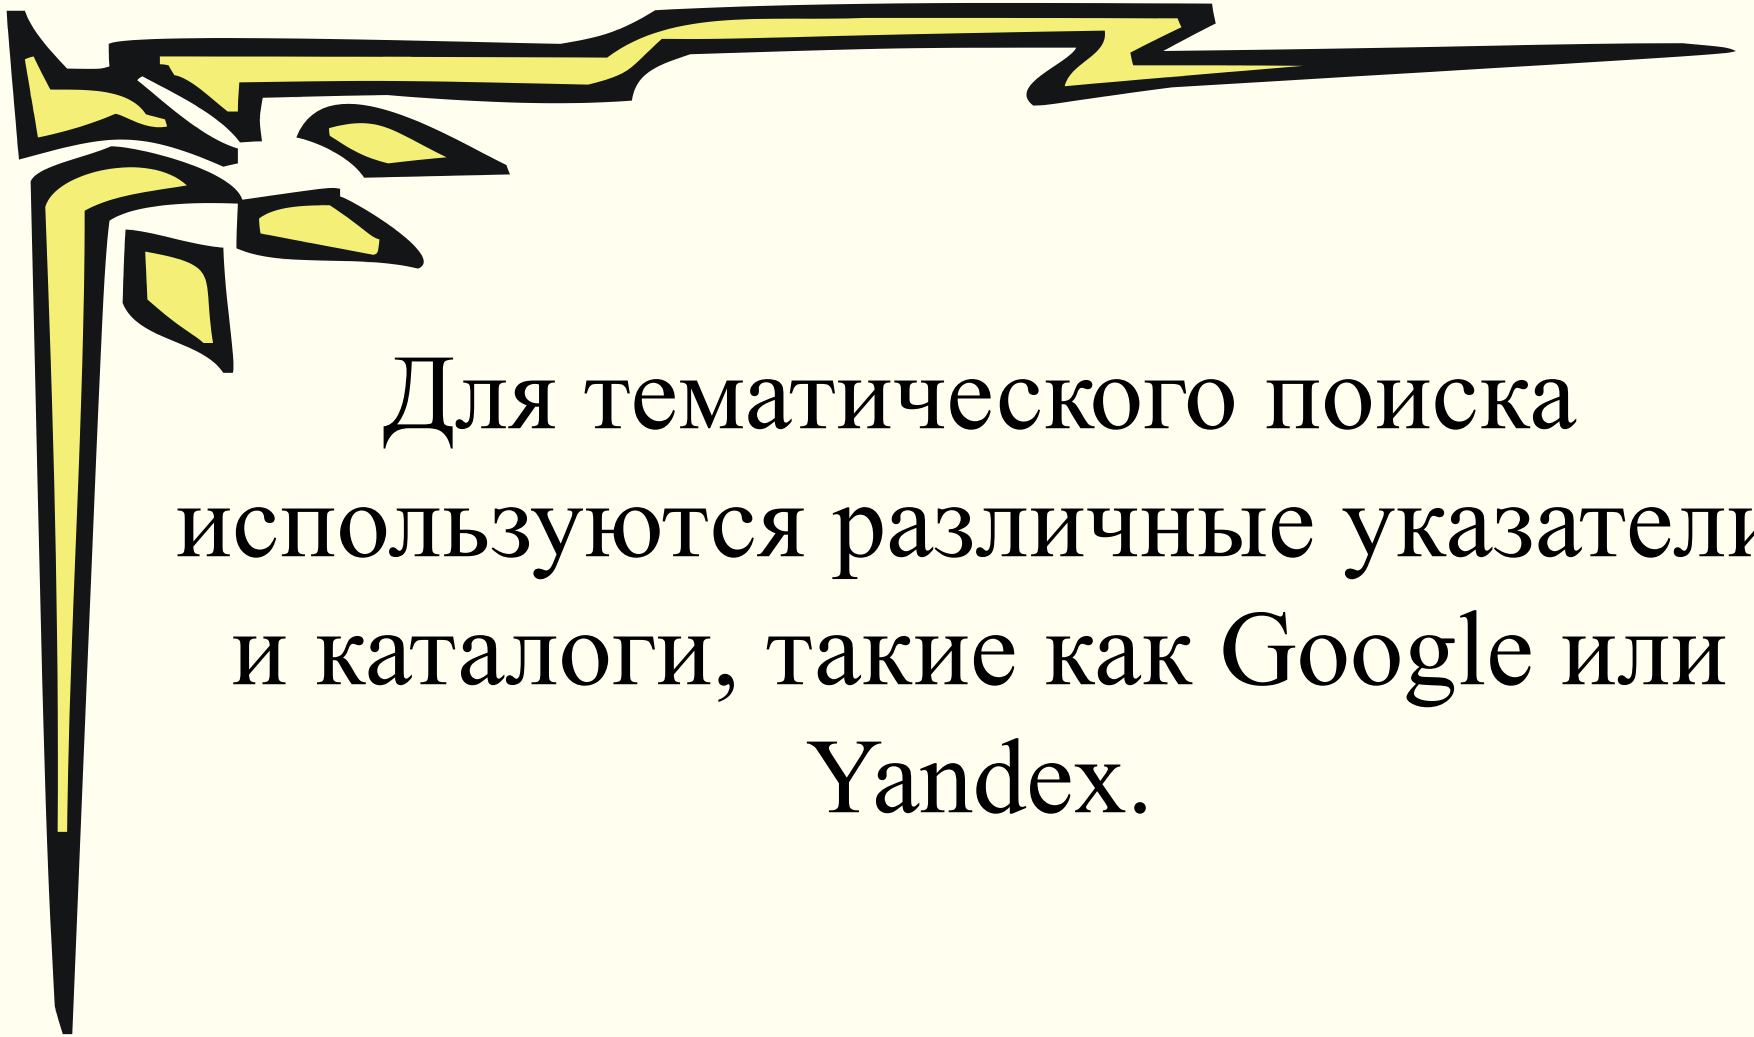 Для тематического поиска
используются различные указатели
и каталоги, такие как Google или
Yandex.